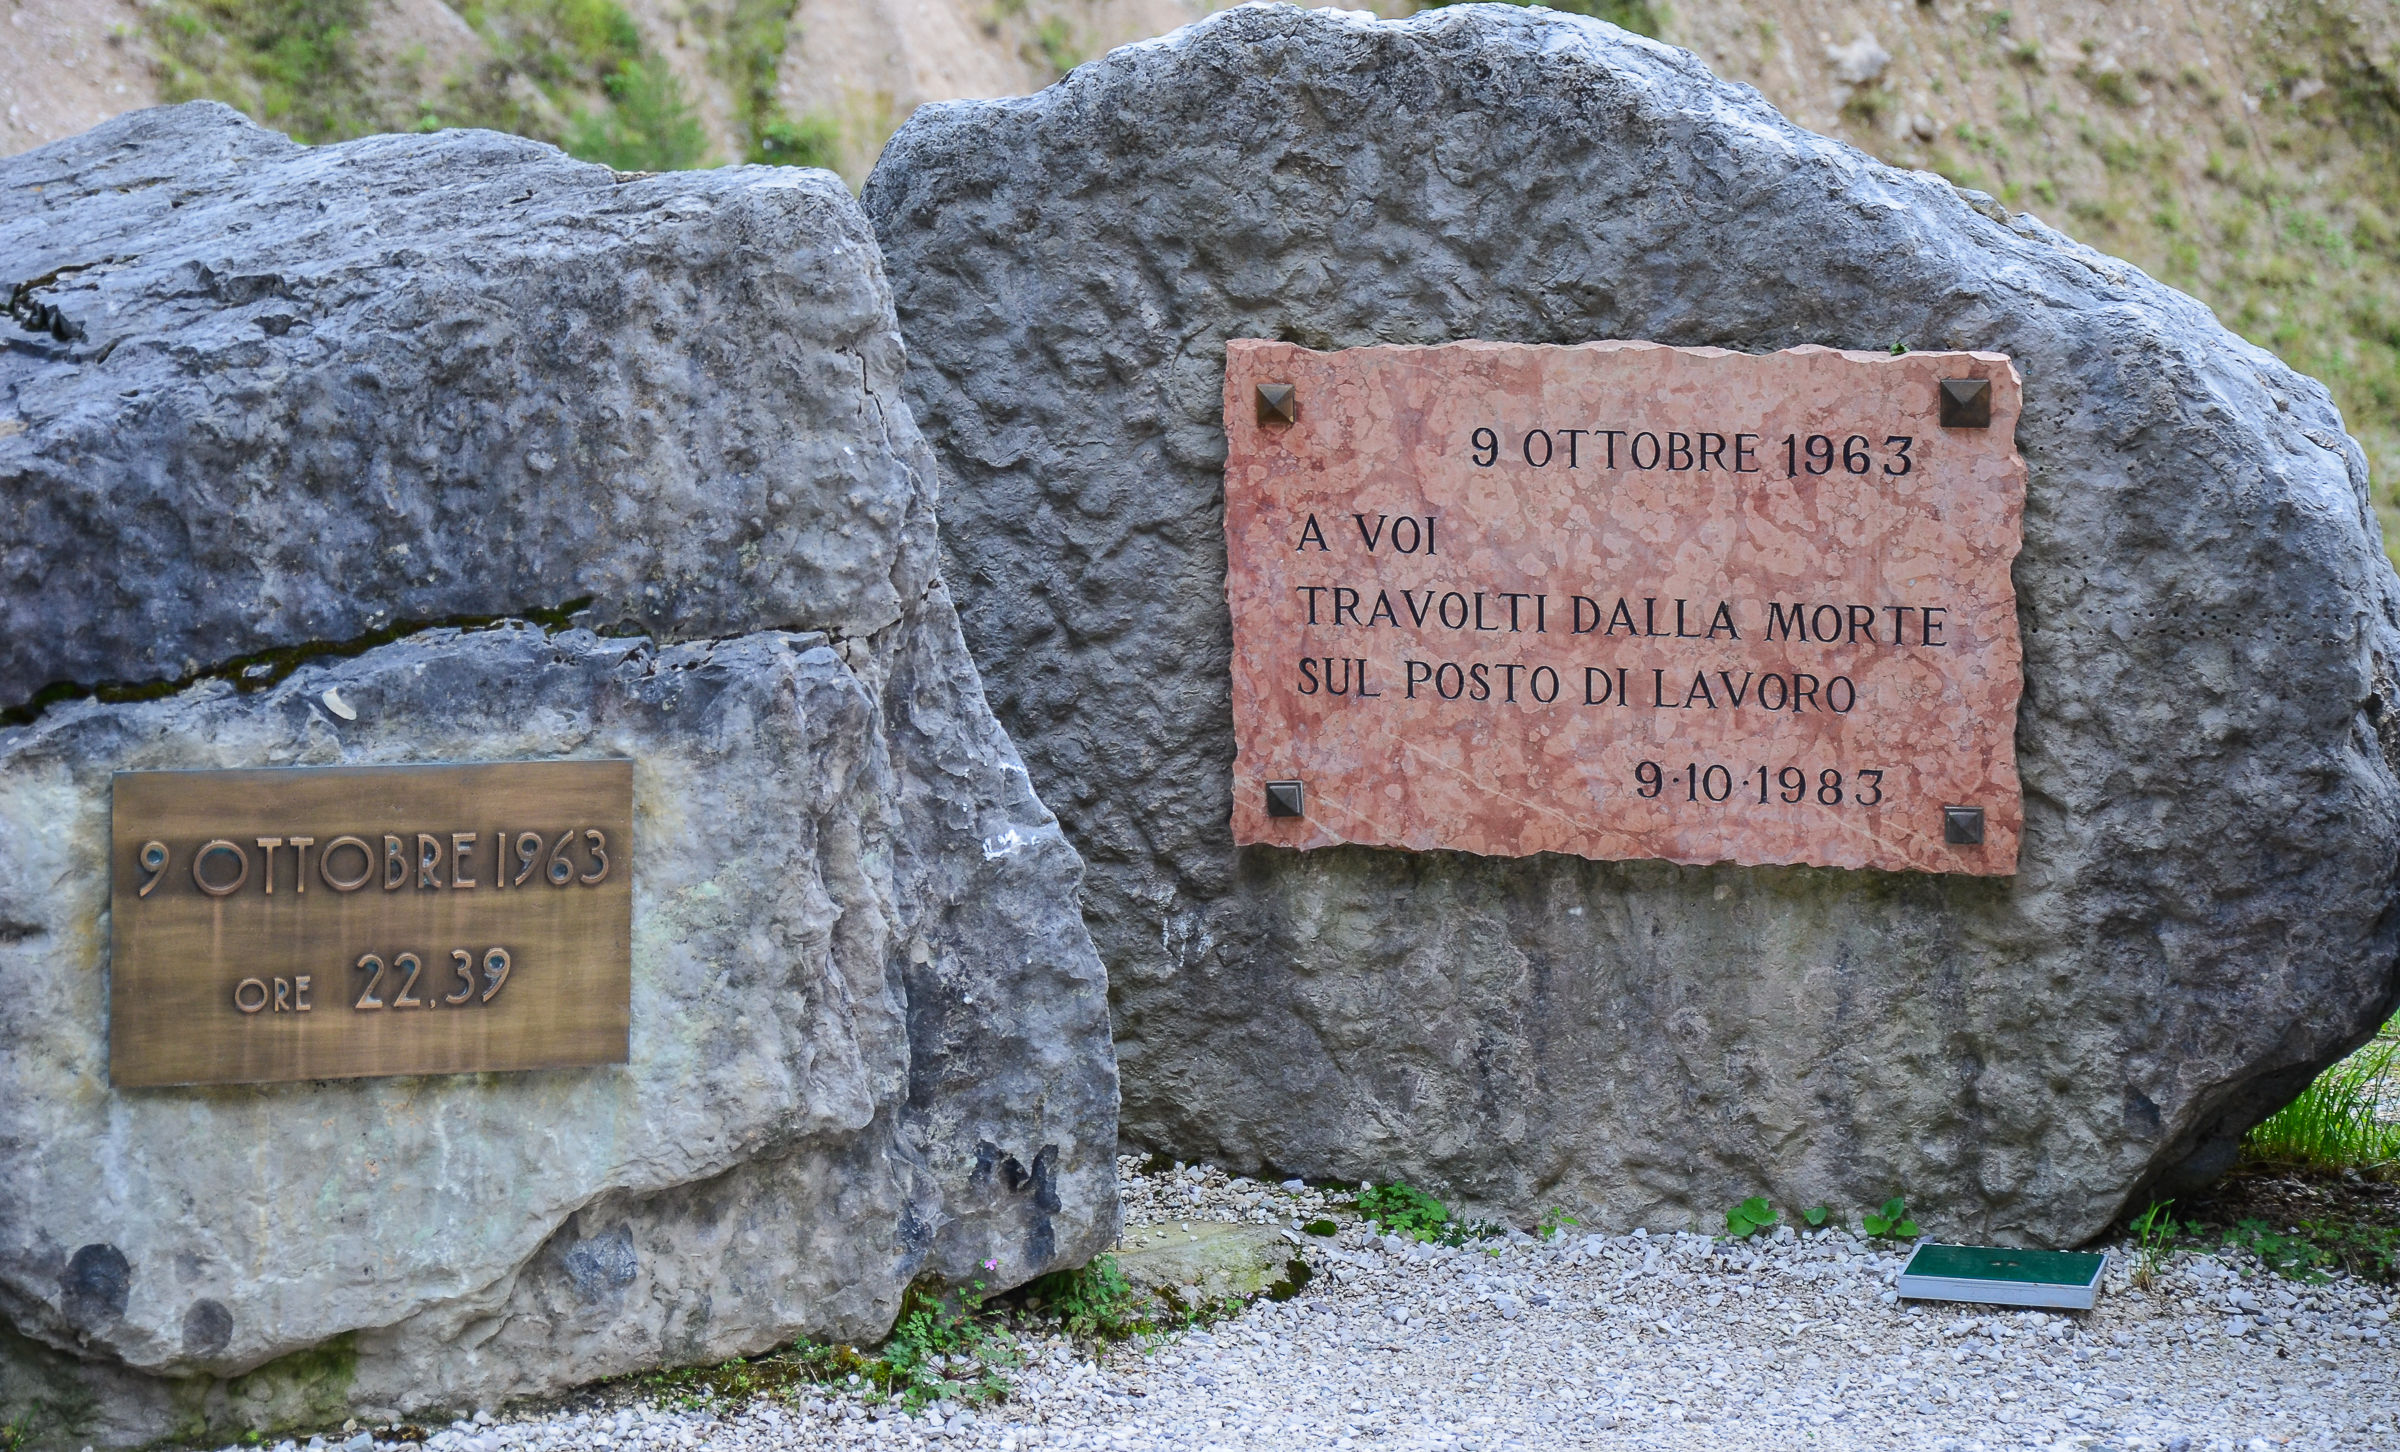 9 OTTOBRE 1963
ORE 22,39
9 OTTOBRE 1963
A VOI
TRAVOLTI DALLA MORTE
SUL POSTO DI LAVORO
9·10·1983